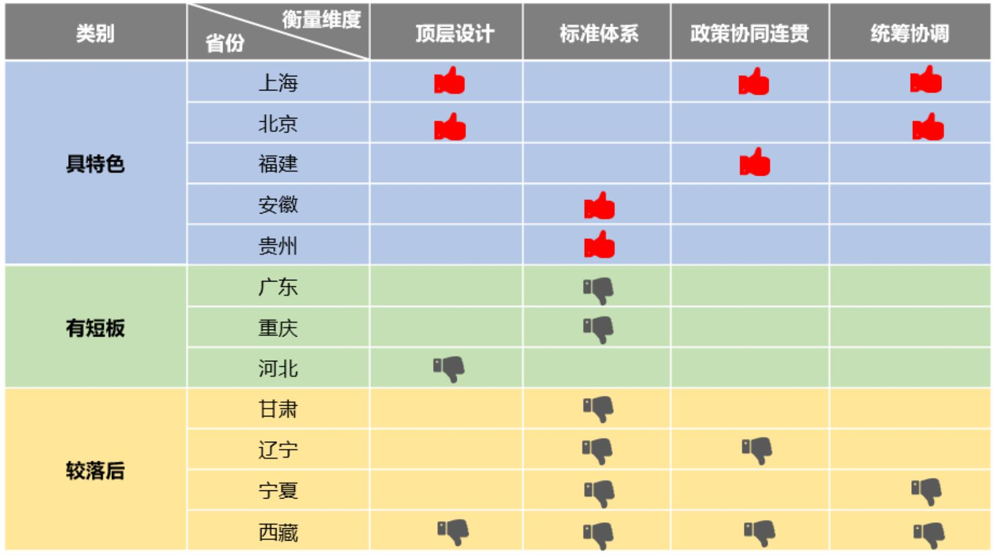 类别
衡量维度
省份
顶层设计
标准体系
政策协同连贯
统筹协调
具特色
上海
北京
福建
安徽
贵州
有短板
广东
重庆
河北
较落后
甘肃
辽宁
宁夏
西藏